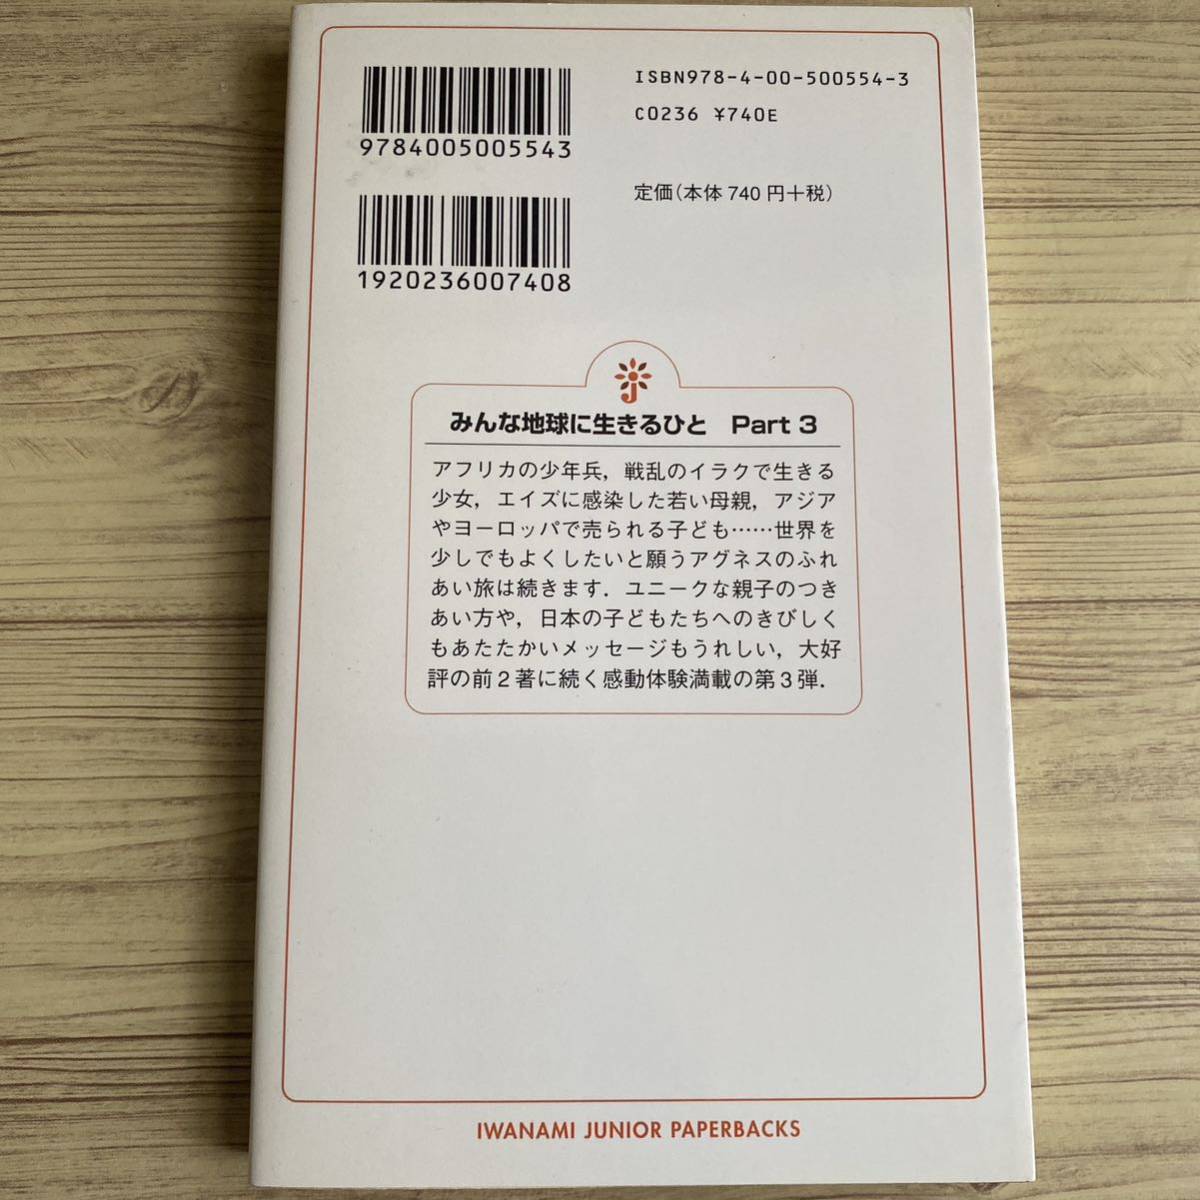 9784005005543
ISBN978-4-00-500554-3
C0236 ¥740E
1920236007408
定価(本体 740 円+税)
みんな地球に生きるひと Part 3
アフリカの少年兵，戦乱のイラクで生きる
少女，エイズに感染した若い母親，アジア
やヨーロッパで売られる子ども……世界を
少しでもよくしたいと願うアグネスのふれ
あい旅は続きます．ユニークな親子のつき
あい方や，日本の子どもたちへのきびしく
もあたたかいメッセージもうれしい，大好
評の前２著に続く感動体験満載の第３弾．
IWANAMI JUNIOR PAPERBACKS